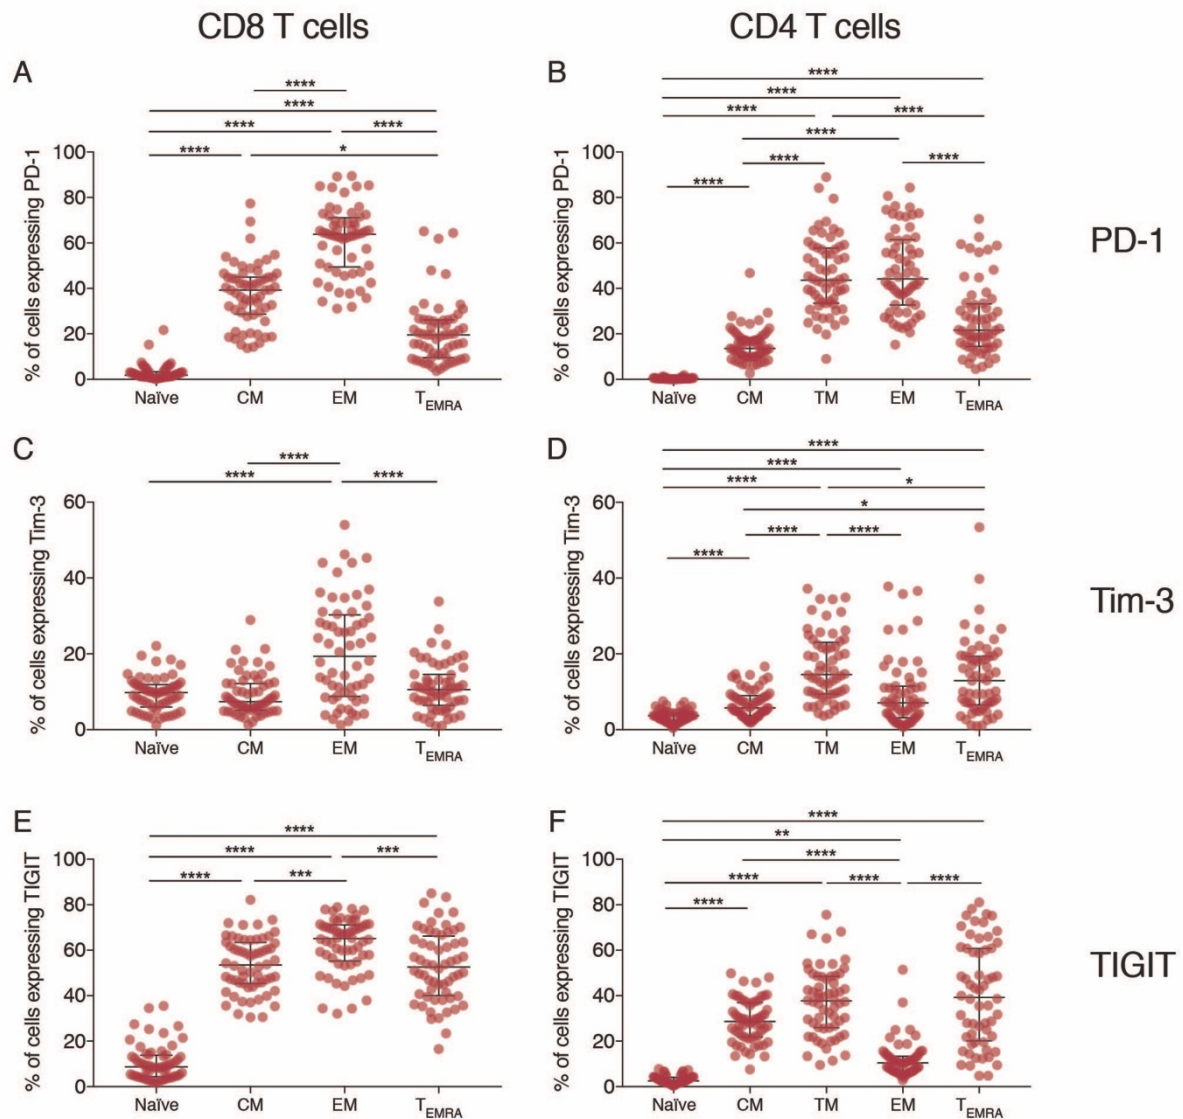 CD8 T cells
CD4 T cells
A
****
****
**** ****
**** *
% of cells expressing PD-1
100
80
60
40
20
0
Naïve CM EM TEMRA
B
****
****
**** ****
****
**** ****
****
% of cells expressing PD-1
100
80
60
40
20
0
Naïve CM TM EM TEMRA
PD-1
C
****
**** ****
% of cells expressing Tim-3
60
40
20
0
Naïve CM EM TEMRA
D
****
****
**** *
*
**** ****
****
% of cells expressing Tim-3
60
40
20
0
Naïve CM TM EM TEMRA
Tim-3
E
****
**** ***
**** ***
% of cells expressing TIGIT
100
80
60
40
20
0
Naïve CM EM TEMRA
F
****
**
****
**** **** ****
****
% of cells expressing TIGIT
100
80
60
40
20
0
Naïve CM TM EM TEMRA
TIGIT